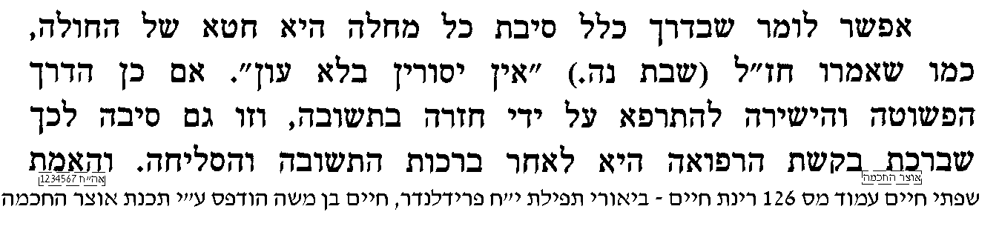 אפשר לומר שבדרך כלל סיבת כל מחלה היא חטא של החולה,
כמו שאמרו חז״ל (שבת נה.) ״אין יסורין בלא עון״. אם כן הדרך
הפשוטה והישירה להתרפא על ידי חזרה בתשובה, וזו גם סיבה לכך
שברכת בקשת הרפואה היא לאחר ברכות התשובה והסליחה. והאמת
אוצר החכמה
אה״ח 1234567
שפתי חיים עמוד מס 126 רינת חיים - ביאורי תפילת י״ח פרידלנדר, חיים בן משה הודפס ע״י תכנת אוצר החכמה